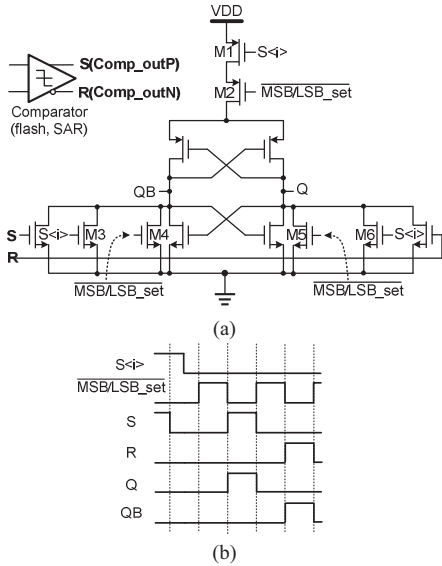 VDD
S(Comp_outP)
R(Comp_outN)
Comparator
(flash, SAR)
M1
S<i>
M2
MSB/LSB_set
QB
Q
S
S<i>
M3
M4
M5
M6
S<i>
R
MSB/LSB_set
MSB/LSB_set
(a)
S<i>
MSB/LSB_set
S
R
Q
QB
(b)